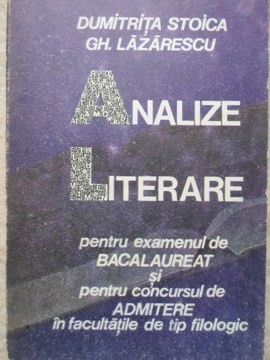 DUMITRIȚA STOICA
GH. LĂZĂRESCU
ANALIZE
LITERARE
pentru examenul de
BACALAUREAT
și
pentru concursul de
ADMITERE
în facultățile de tip filologic